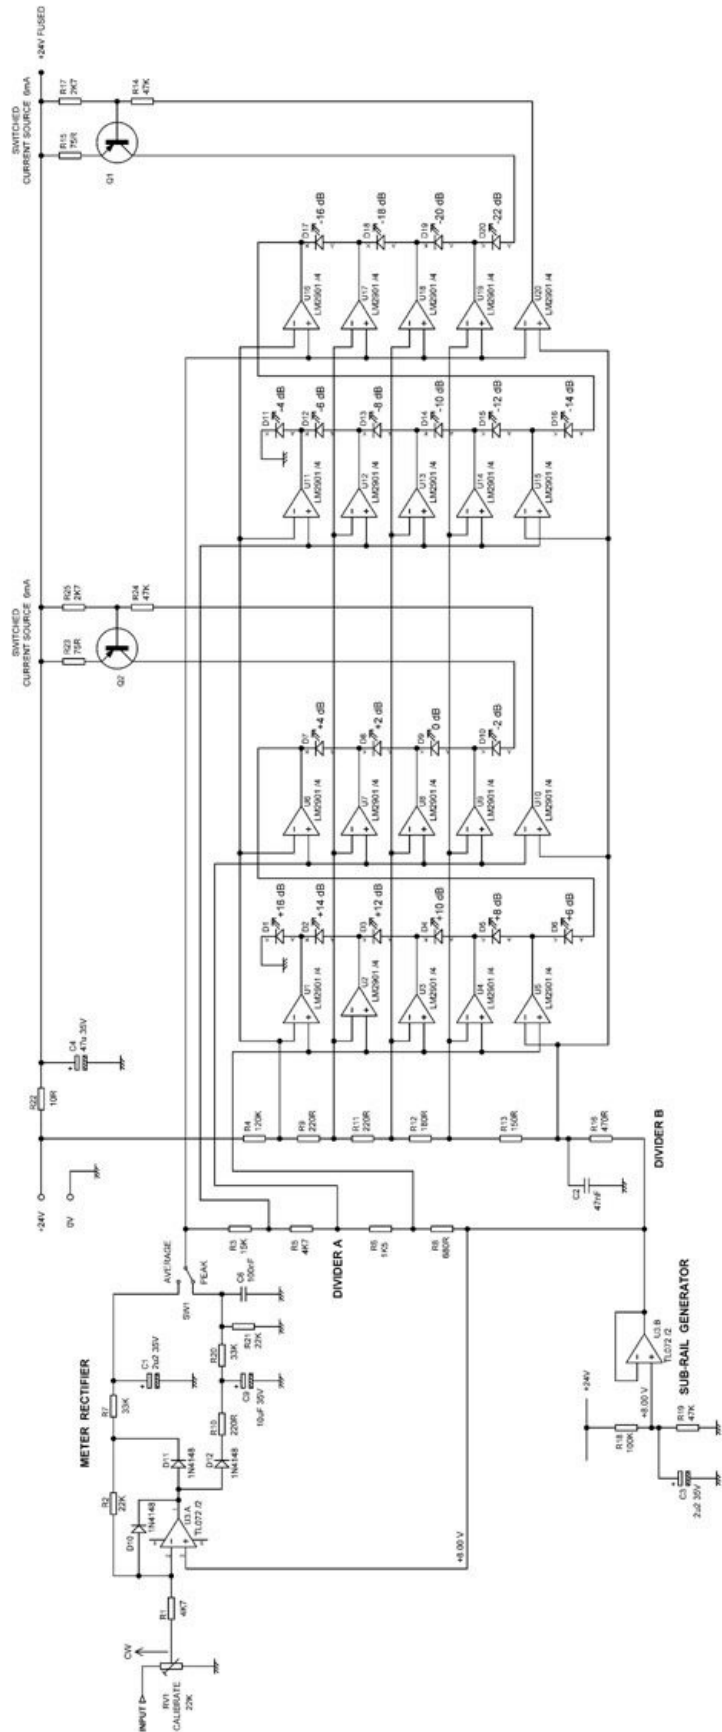 INPUT
RV1
CALIBRATE
22K
CW
R1
4K7
METER RECTIFIER
R2
22K
D10
1N4148
U3.A
TL072 /2
+8.00 V
R7
33K
D11
1N4148
D12
1N4148
C1
2u2 35V
R10
220R
C9
10uF 35V
R20
33K
R21
22K
AVERAGE
SW1
PEAK
C6
100nF
DIVIDER A
R3
15K
R5
4K7
R6
1K5
R8
680R
+24V
R18
100K
+8.00 V
R19
47K
C3
2u2 35V
U3.B
TL072 /2
SUB-RAIL GENERATOR
+24V
0V
R22
10R
C4
47u 35V
R4
120K
R9
220R
R11
220R
R12
180R
R13
150R
R16
470R
C2
47nF
DIVIDER B
U1
LM2901 /4
U2
LM2901 /4
U3
LM2901 /4
U4
LM2901 /4
U5
LM2901 /4
D1
+16 dB
D2
+14 dB
D3
+12 dB
D4
+10 dB
D5
+8 dB
D6
+6 dB
U6
LM2901 /4
U7
LM2901 /4
U8
LM2901 /4
U9
LM2901 /4
U10
LM2901 /4
D7
+4 dB
D8
+2 dB
D9
0 dB
D10
-2 dB
SWITCHED
CURRENT SOURCE 6mA
R23
75R
R25
2K7
R24
47K
Q2
U11
LM2901 /4
U12
LM2901 /4
U13
LM2901 /4
U14
LM2901 /4
U15
LM2901 /4
D11
-4 dB
D12
-6 dB
D13
-8 dB
D14
-10 dB
D15
-12 dB
D16
-14 dB
U16
LM2901 /4
U17
LM2901 /4
U18
LM2901 /4
U19
LM2901 /4
U20
LM2901 /4
D17
-16 dB
D18
-18 dB
D19
-20 dB
D20
-22 dB
SWITCHED
CURRENT SOURCE 6mA
R15
75R
R17
2K7
R14
47K
Q1
+24V FUSED